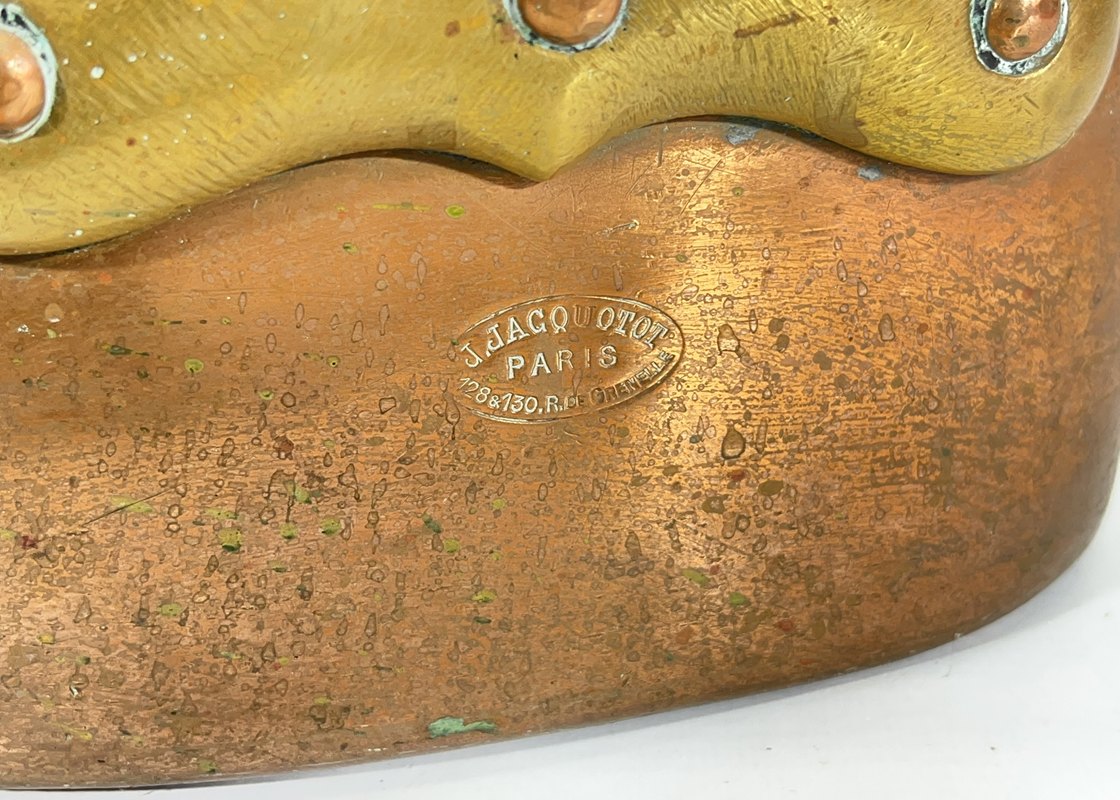 J. JACQUOTOT
PARIS
128 & 130. R. DE GRENELLE